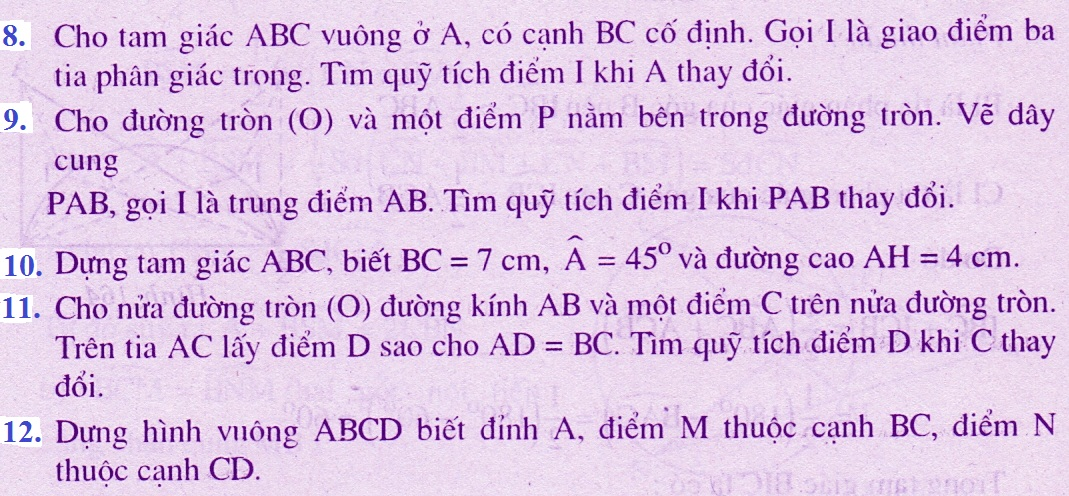 8. Cho tam giác ABC vuông ở A, có cạnh BC cố định. Gọi I là giao điểm ba
tia phân giác trong. Tìm quỹ tích điểm I khi A thay đổi.
9. Cho đường tròn (O) và một điểm P nằm bên trong đường tròn. Vẽ dây
cung
PAB, gọi I là trung điểm AB. Tìm quỹ tích điểm I khi PAB thay đổi.
10. Dựng tam giác ABC, biết BC = 7 cm, Â = 45° và đường cao AH = 4 cm.
11. Cho nửa đường tròn (O) đường kính AB và một điểm C trên nửa đường tròn.
Trên tia AC lấy điểm D sao cho AD = BC. Tìm quỹ tích điểm D khi C thay
đổi.
12. Dựng hình vuông ABCD biết đỉnh A, điểm M thuộc cạnh BC, điểm N
thuộc cạnh CD.